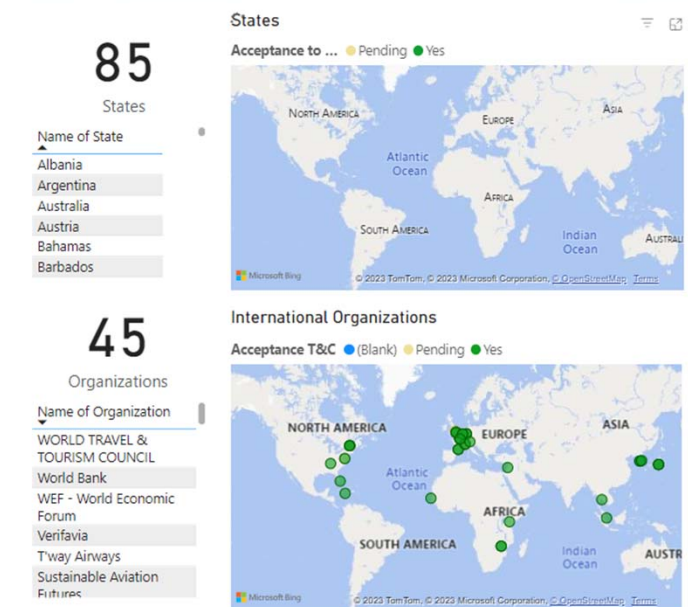 States
Acceptance to ... Pending Yes
85
States
Name of State
Albania
Argentina
Australia
Austria
Bahamas
Barbados
NORTH AMERICA
EUROPE
ASIA
Atlantic
Ocean
AFRICA
SOUTH AMERICA
Indian
Ocean
AUSTRALI
Microsoft Bing
© 2023 TomTom, © 2023 Microsoft Corporation, © OpenStreetMap Terms
International Organizations
Acceptance T&C (Blank) Pending Yes
45
Organizations
Name of Organization
WORLD TRAVEL &
TOURISM COUNCIL
World Bank
WEF - World Economic
Forum
Verifavia
T'way Airways
Sustainable Aviation
Futures
NORTH AMERICA
EUROPE
ASIA
Atlantic
Ocean
AFRICA
SOUTH AMERICA
Indian
Ocean
AUSTR
Microsoft Bing
© 2023 TomTom, © 2023 Microsoft Corporation, © OpenStreetMap Terms